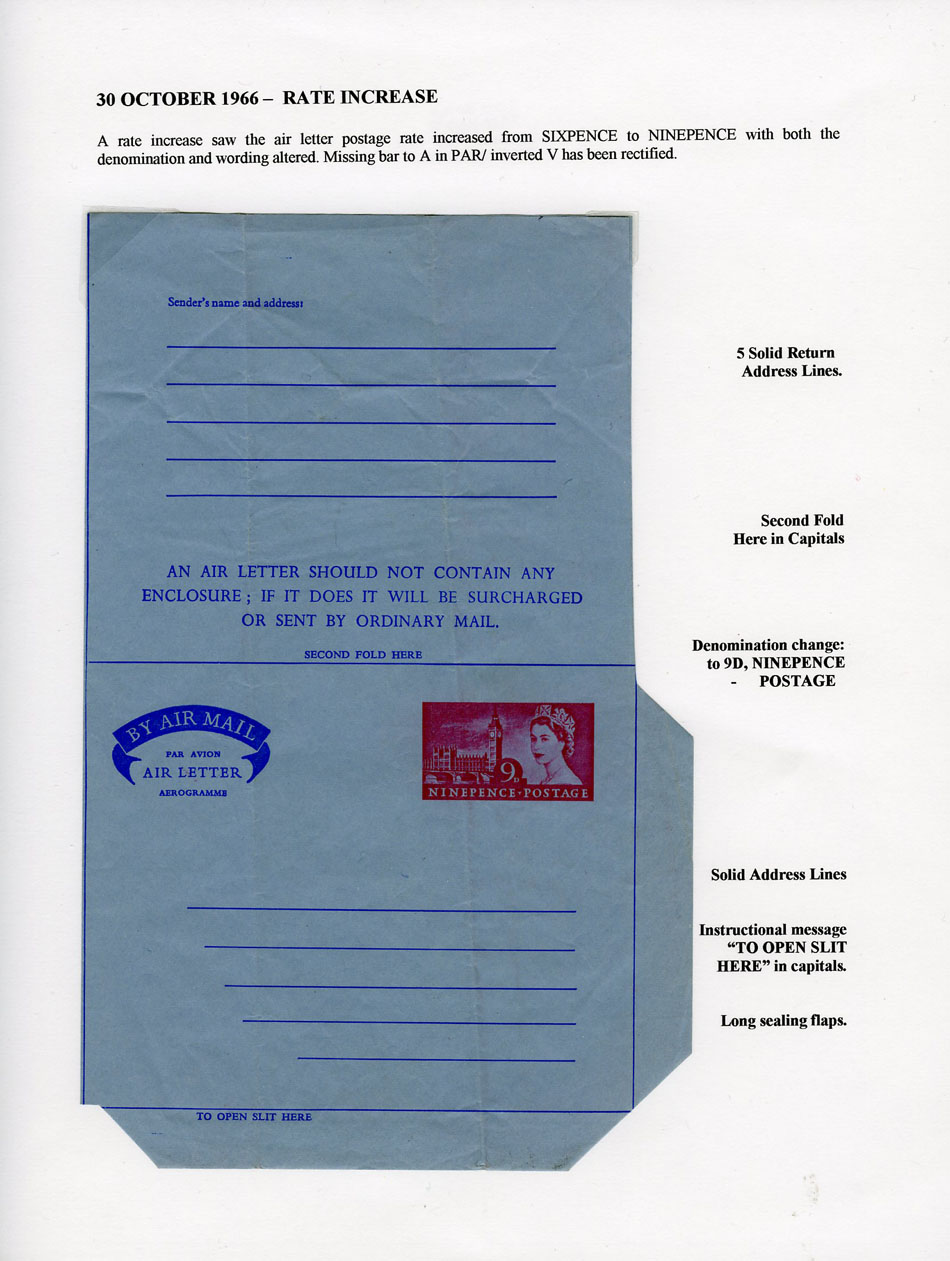 30 OCTOBER 1966 – RATE INCREASE
A rate increase saw the air letter postage rate increased from SIXPENCE to NINEPENCE with both the
denomination and wording altered. Missing bar to A in PAR/ inverted V has been rectified.
Sender's name and address:
5 Solid Return
Address Lines.
Second Fold
Here in Capitals
AN AIR LETTER SHOULD NOT CONTAIN ANY
ENCLOSURE ; IF IT DOES IT WILL BE SURCHARGED
OR SENT BY ORDINARY MAIL.
SECOND FOLD HERE
Denomination change:
to 9D, NINEPENCE
- POSTAGE
BY AIR MAIL
PAR AVION
AIR LETTER
AEROGRAMME
9D
NINEPENCE·POSTAGE
Solid Address Lines
Instructional message
“TO OPEN SLIT
HERE” in capitals.
Long sealing flaps.
TO OPEN SLIT HERE